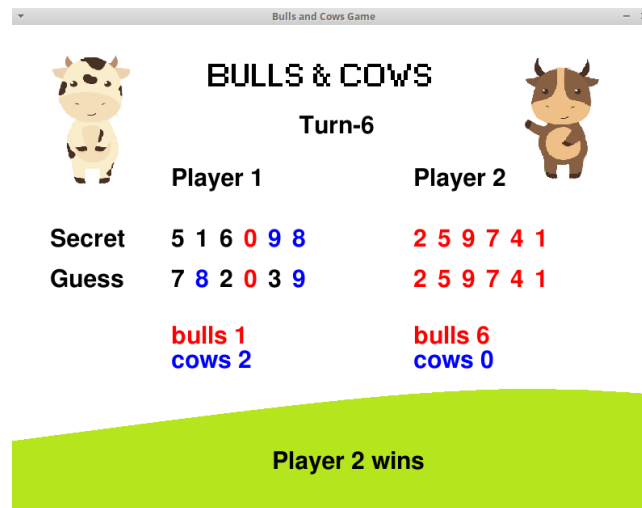 Bulls and Cows Game
BULLS & COWS
Turn-6
Player 1 Player 2
Secret 5 1 6 0 9 8 2 5 9 7 4 1
Guess 7 8 2 0 3 9 2 5 9 7 4 1
bulls 1 bulls 6
cows 2 cows 0
Player 2 wins